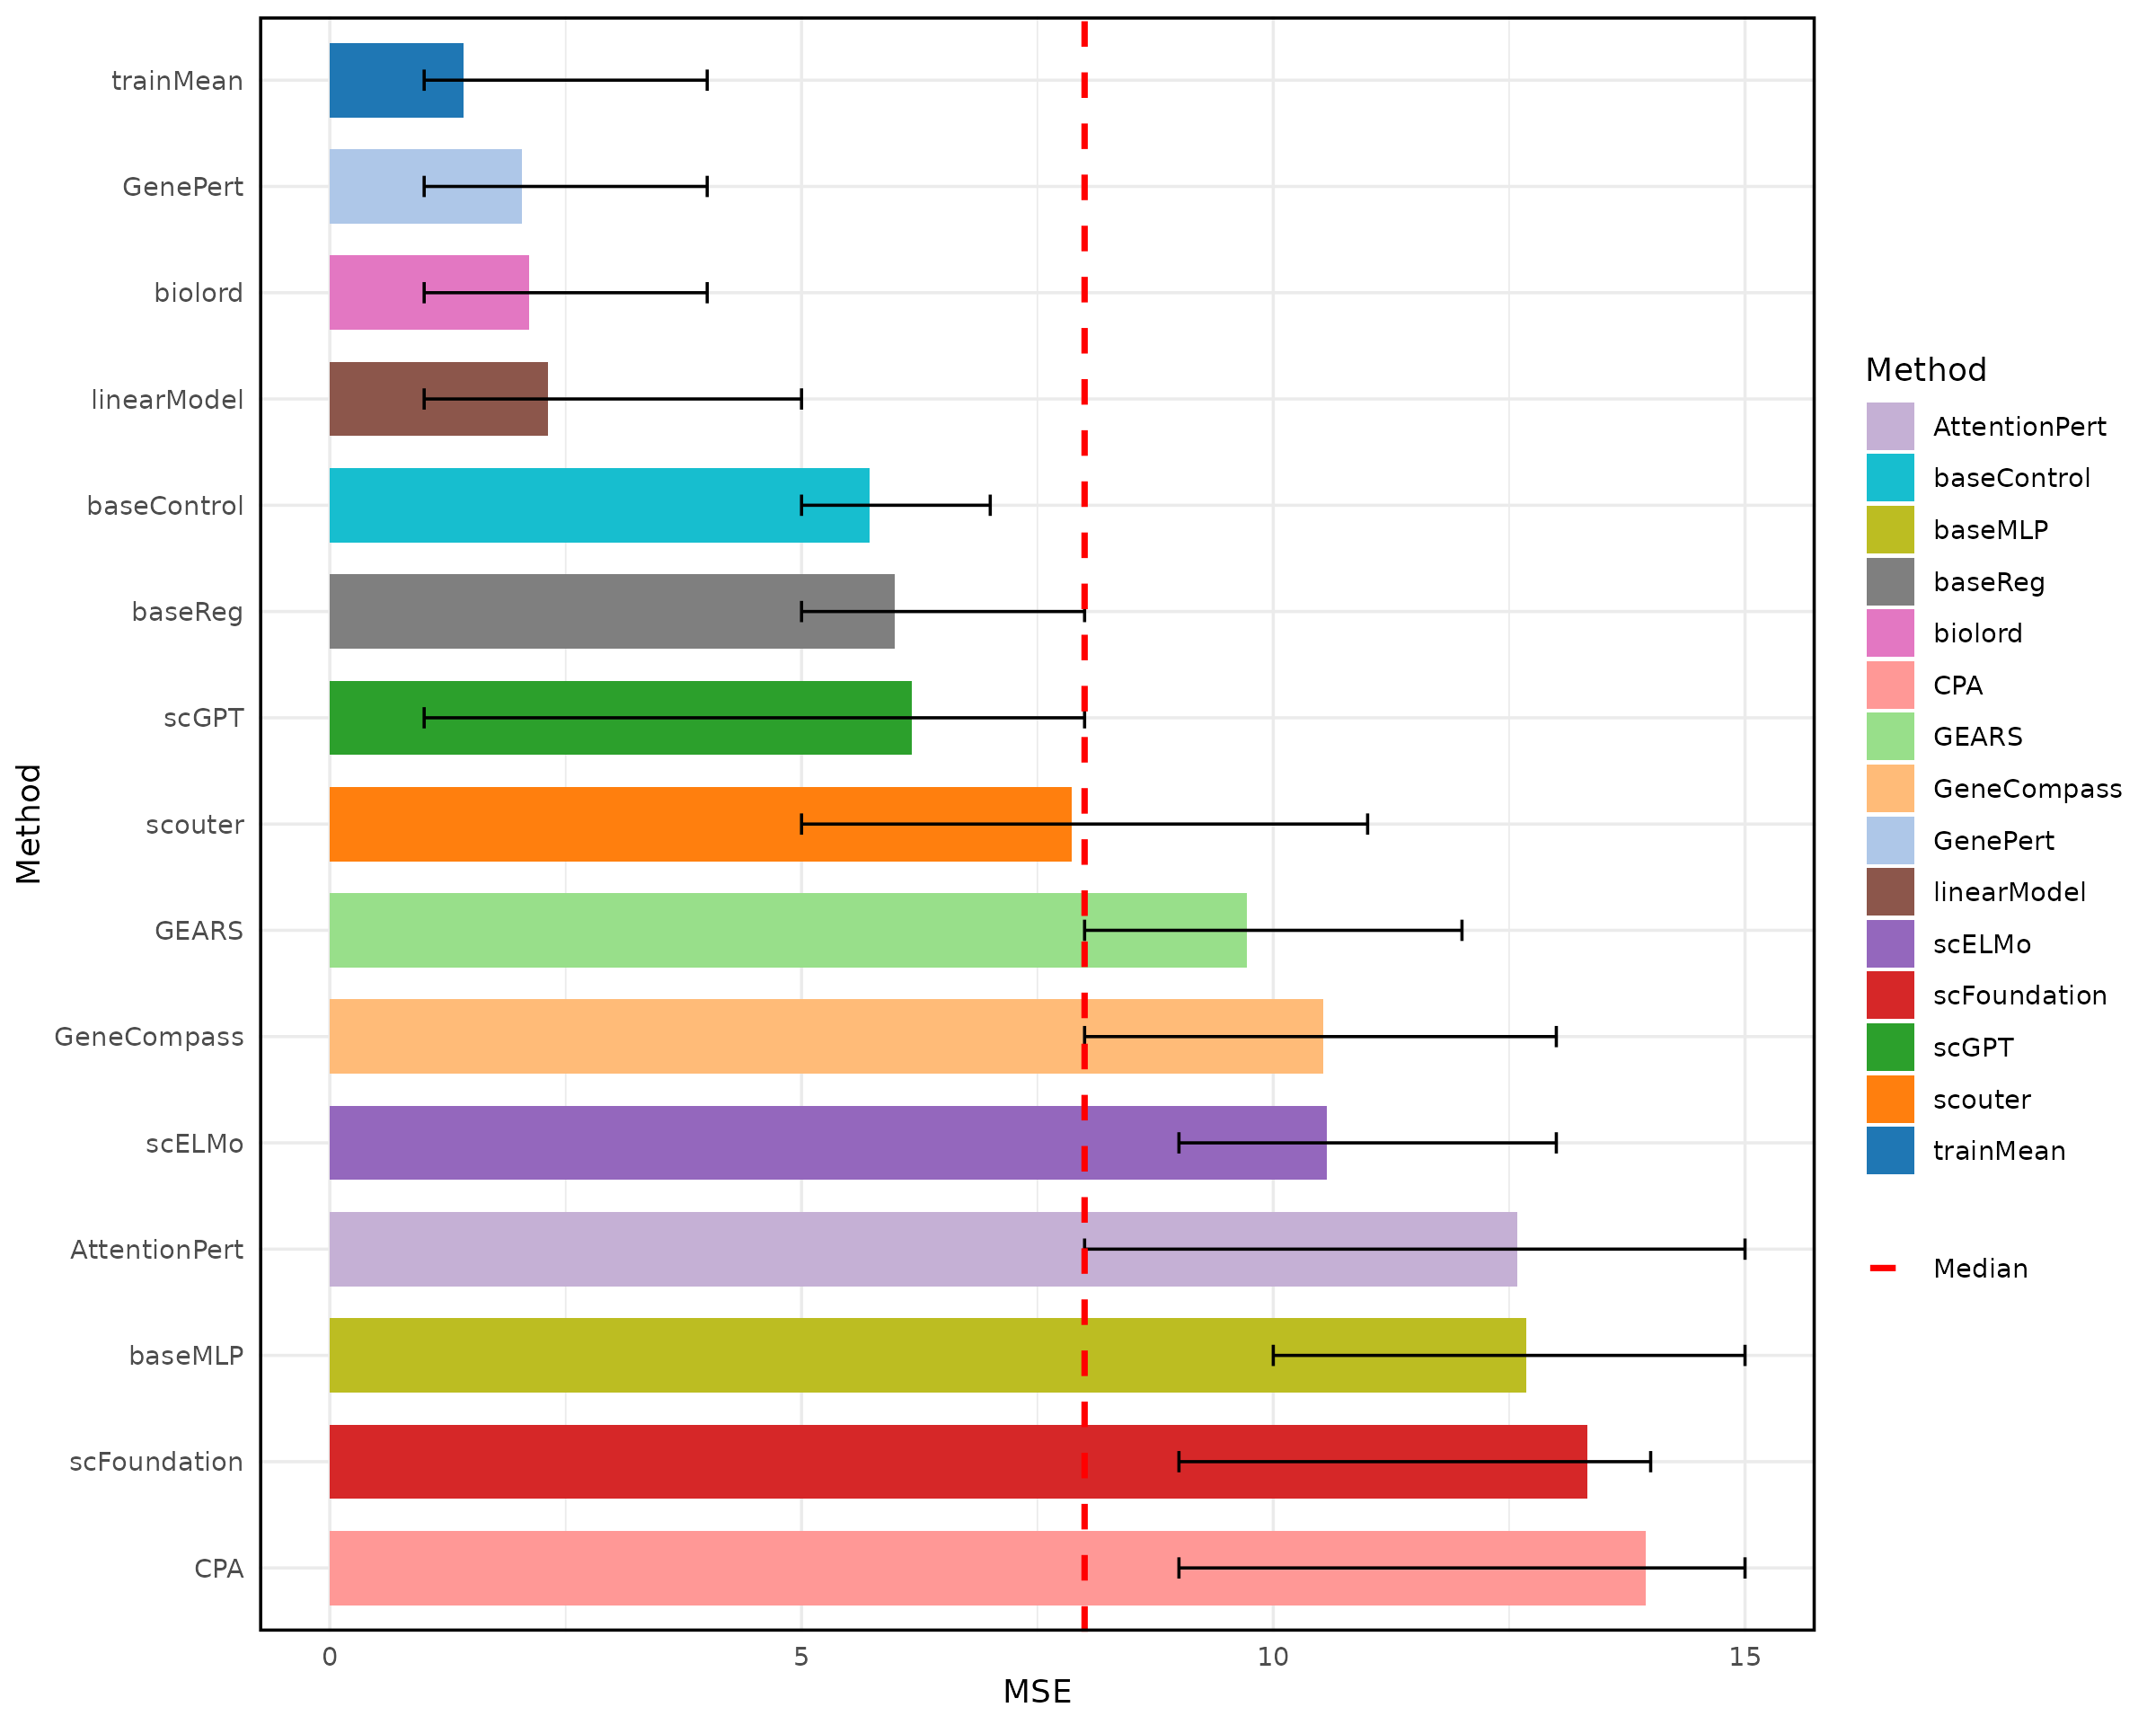 trainMean
GenePert
biolord
linearModel
baseControl
baseReg
scGPT
scouter
GEARS
GeneCompass
scELMo
AttentionPert
baseMLP
scFoundation
CPA
Method
0
5
10
15
MSE
Method
AttentionPert
baseControl
baseMLP
baseReg
biolord
CPA
GEARS
GeneCompass
GenePert
linearModel
scELMo
scFoundation
scGPT
scouter
trainMean
Median